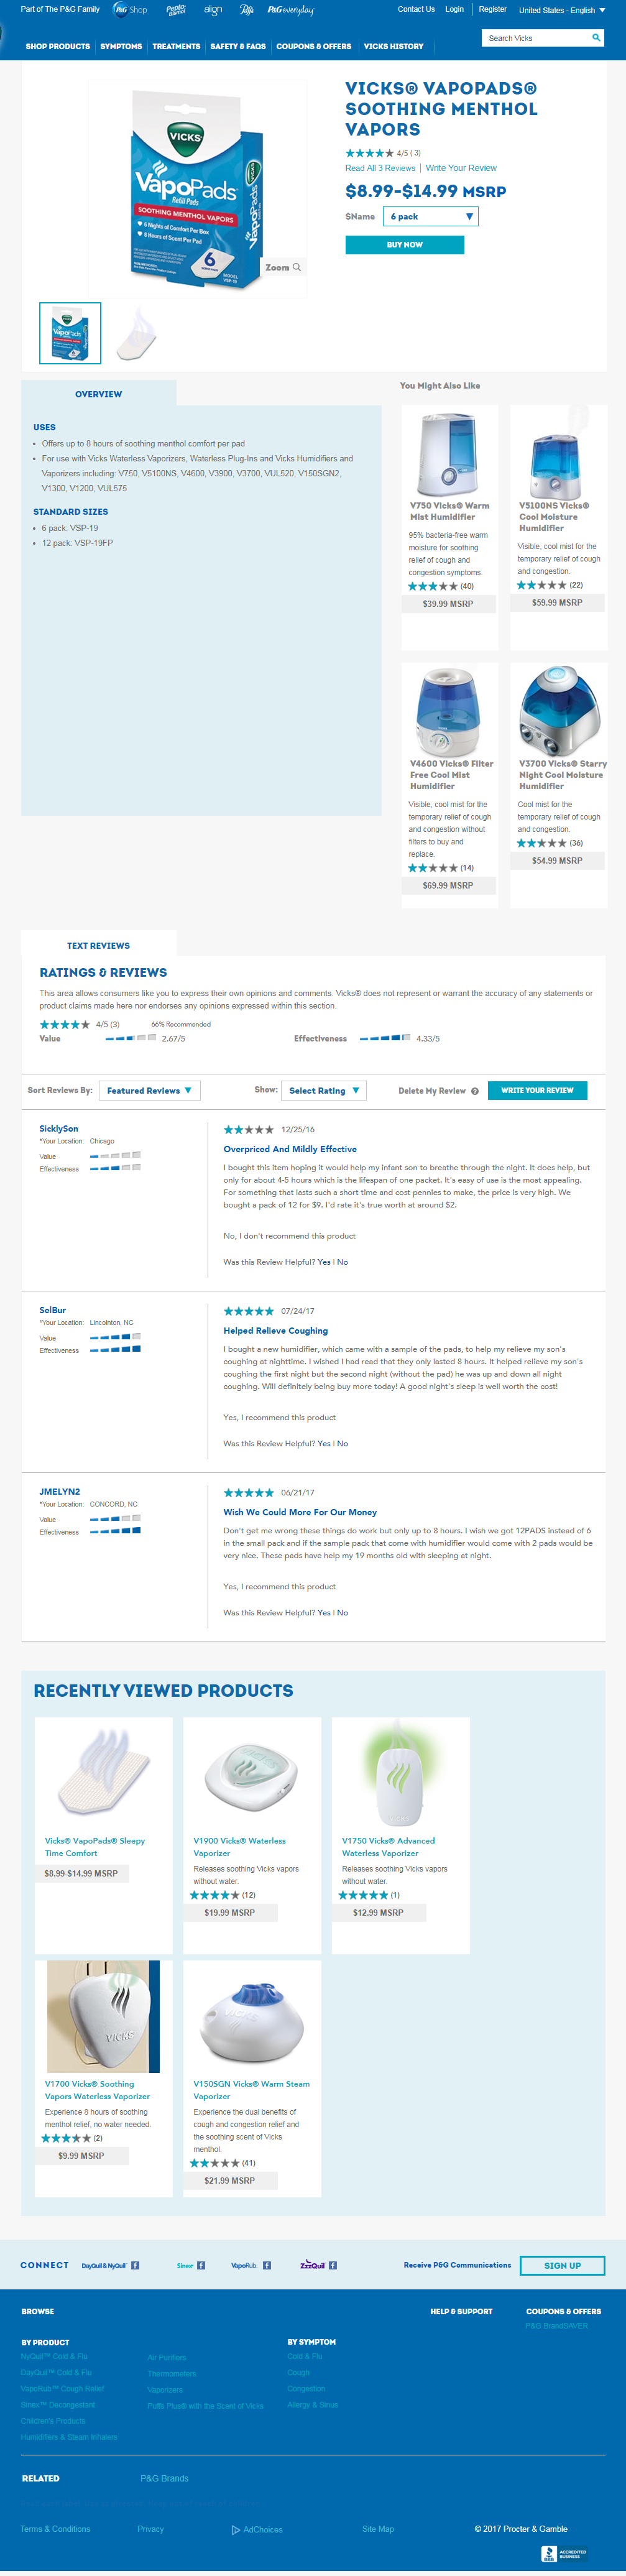 Part of The P&G Family
P&G Shop
Pepto Bismol
align
Puffs
P&G everyday
Contact Us
Login
Register
United States - English
SHOP PRODUCTS
SYMPTOMS
TREATMENTS
SAFETY & FAQS
COUPONS & OFFERS
VICKS HISTORY
Search Vicks
VICKS
VapoPads
Refill Pads
SOOTHING MENTHOL VAPORS
6 Nights of Comfort Per Box
8 Hours of Scent Per Pad
6
MODEL VSP-19
Zoom
VICKS® VAPOPADS®
SOOTHING MENTHOL
VAPORS
4/5 ( 3)
Read All 3 Reviews | Write Your Review
$8.99-$14.99 MSRP
$Name
6 pack
BUY NOW
OVERVIEW
USES
Offers up to 8 hours of soothing menthol comfort per pad
For use with Vicks Waterless Vaporizers, Waterless Plug-Ins and Vicks Humidifiers and
Vaporizers including: V750, V5100NS, V4600, V3900, V3700, VUL520, V150SGN2,
V1300, V1200, VUL575
STANDARD SIZES
6 pack: VSP-19
12 pack: VSP-19FP
You Might Also Like
V750 Vicks® Warm
Mist Humidifier
95% bacteria-free warm
moisture for soothing
relief of cough and
congestion symptoms.
(40)
$39.99 MSRP
V5100NS Vicks®
Cool Moisture
Humidifier
Visible, cool mist for the
temporary relief of cough
and congestion.
(22)
$59.99 MSRP
V4600 Vicks® Filter
Free Cool Mist
Humidifier
Visible, cool mist for the
temporary relief of cough
and congestion without
filters to buy and
replace.
(14)
$69.99 MSRP
V3700 Vicks® Starry
Night Cool Moisture
Humidifier
Cool mist for the
temporary relief of cough
and congestion.
(36)
$54.99 MSRP
TEXT REVIEWS
RATINGS & REVIEWS
This area allows consumers like you to express their own opinions and comments. Vicks® does not represent or warrant the accuracy of any statements or
product claims made here nor endorses any opinions expressed within this section.
4/5 (3)
66% Recommended
Value 2.67/5
Effectiveness 4.33/5
Sort Reviews By:
Featured Reviews
Show:
Select Rating
Delete My Review
WRITE YOUR REVIEW
SicklySon
*Your Location: Chicago
Value
Effectiveness
12/25/16
Overpriced And Mildly Effective
I bought this item hoping it would help my infant son to breathe through the night. It does help, but
only for about 4-5 hours which is the lifespan of one packet. It's easy of use is the most appealing.
For something that lasts such a short time and cost pennies to make, the price is very high. We
bought a pack of 12 for $9. I'd rate it's true worth at around $2.
No, I don't recommend this product
Was this Review Helpful? Yes | No
SelBur
*Your Location: Lincolnton, NC
Value
Effectiveness
07/24/17
Helped Relieve Coughing
I bought a new humidifier, which came with a sample of the pads, to help my relieve my son's
coughing at nighttime. I wished I had read that they only lasted 8 hours. It helped relieve my son's
coughing the first night but the second night (without the pad) he was up and down all night
coughing. Will definitely being buy more today! A good night's sleep is well worth the cost!
Yes, I recommend this product
Was this Review Helpful? Yes | No
JMELYN2
*Your Location: CONCORD, NC
Value
Effectiveness
06/21/17
Wish We Could More For Our Money
Don't get me wrong these things do work but only up to 8 hours. I wish we got 12PADS instead of 6
in the small pack and if the sample pack that come with humidifier would come with 2 pads would be
very nice. These pads have help my 19 months old with sleeping at night.
Yes, I recommend this product
Was this Review Helpful? Yes | No
RECENTLY VIEWED PRODUCTS
Vicks® VapoPads® Sleepy
Time Comfort
$8.99-$14.99 MSRP
V1900 Vicks® Waterless
Vaporizer
Releases soothing Vicks vapors
without water.
(12)
$19.99 MSRP
V1750 Vicks® Advanced
Waterless Vaporizer
Releases soothing Vicks vapors
without water.
(1)
$12.99 MSRP
VICKS
V1700 Vicks® Soothing
Vapors Waterless Vaporizer
Experience 8 hours of soothing
menthol relief, no water needed.
(2)
$9.99 MSRP
VICKS
V150SGN Vicks® Warm Steam
Vaporizer
Experience the dual benefits of
cough and congestion relief and
the soothing scent of Vicks
menthol.
(41)
$21.99 MSRP
CONNECT
DayQuil & NyQuil
Sinex
VapoRub
ZzzQuil
Receive P&G Communications
SIGN UP
BROWSE
HELP & SUPPORT
COUPONS & OFFERS
P&G BrandSAVER
BY PRODUCT
NyQuil™ Cold & Flu
DayQuil™ Cold & Flu
VapoRub™ Cough Relief
Sinex™ Decongestant
Children's Products
Humidifiers & Steam Inhalers
Air Purifiers
Thermometers
Vaporizers
Puffs Plus® with the Scent of Vicks
BY SYMPTOM
Cold & Flu
Cough
Congestion
Allergy & Sinus
RELATED
P&G Brands
Terms & Conditions
Privacy
AdChoices
Site Map
© 2017 Procter & Gamble
BBB ACCREDITED
BUSINESS